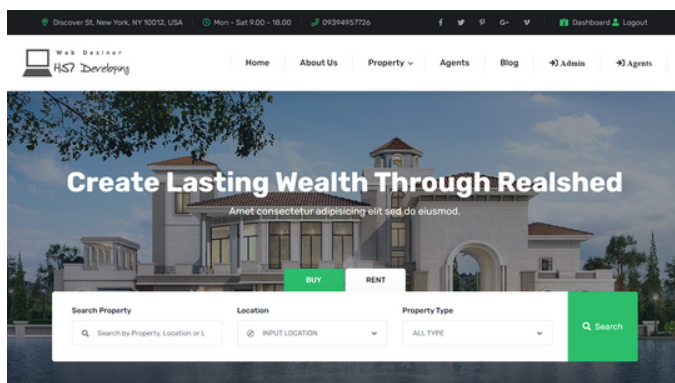 Discover St, New York, NY 10012, USA
Mon - Sat 9.00 - 18.00
09394957726
Dashboard
Logout
Web Desiner
HS7 Developng
Home
About Us
Property
Agents
Blog
Admin
Agents
Create Lasting Wealth Through Realshed
Amet consectetur adipisicing elit sed do eiusmod.
BUY
RENT
Search Property
Location
Property Type
Search by Property, Location or L
INPUT LOCATION
ALL TYPE
Search